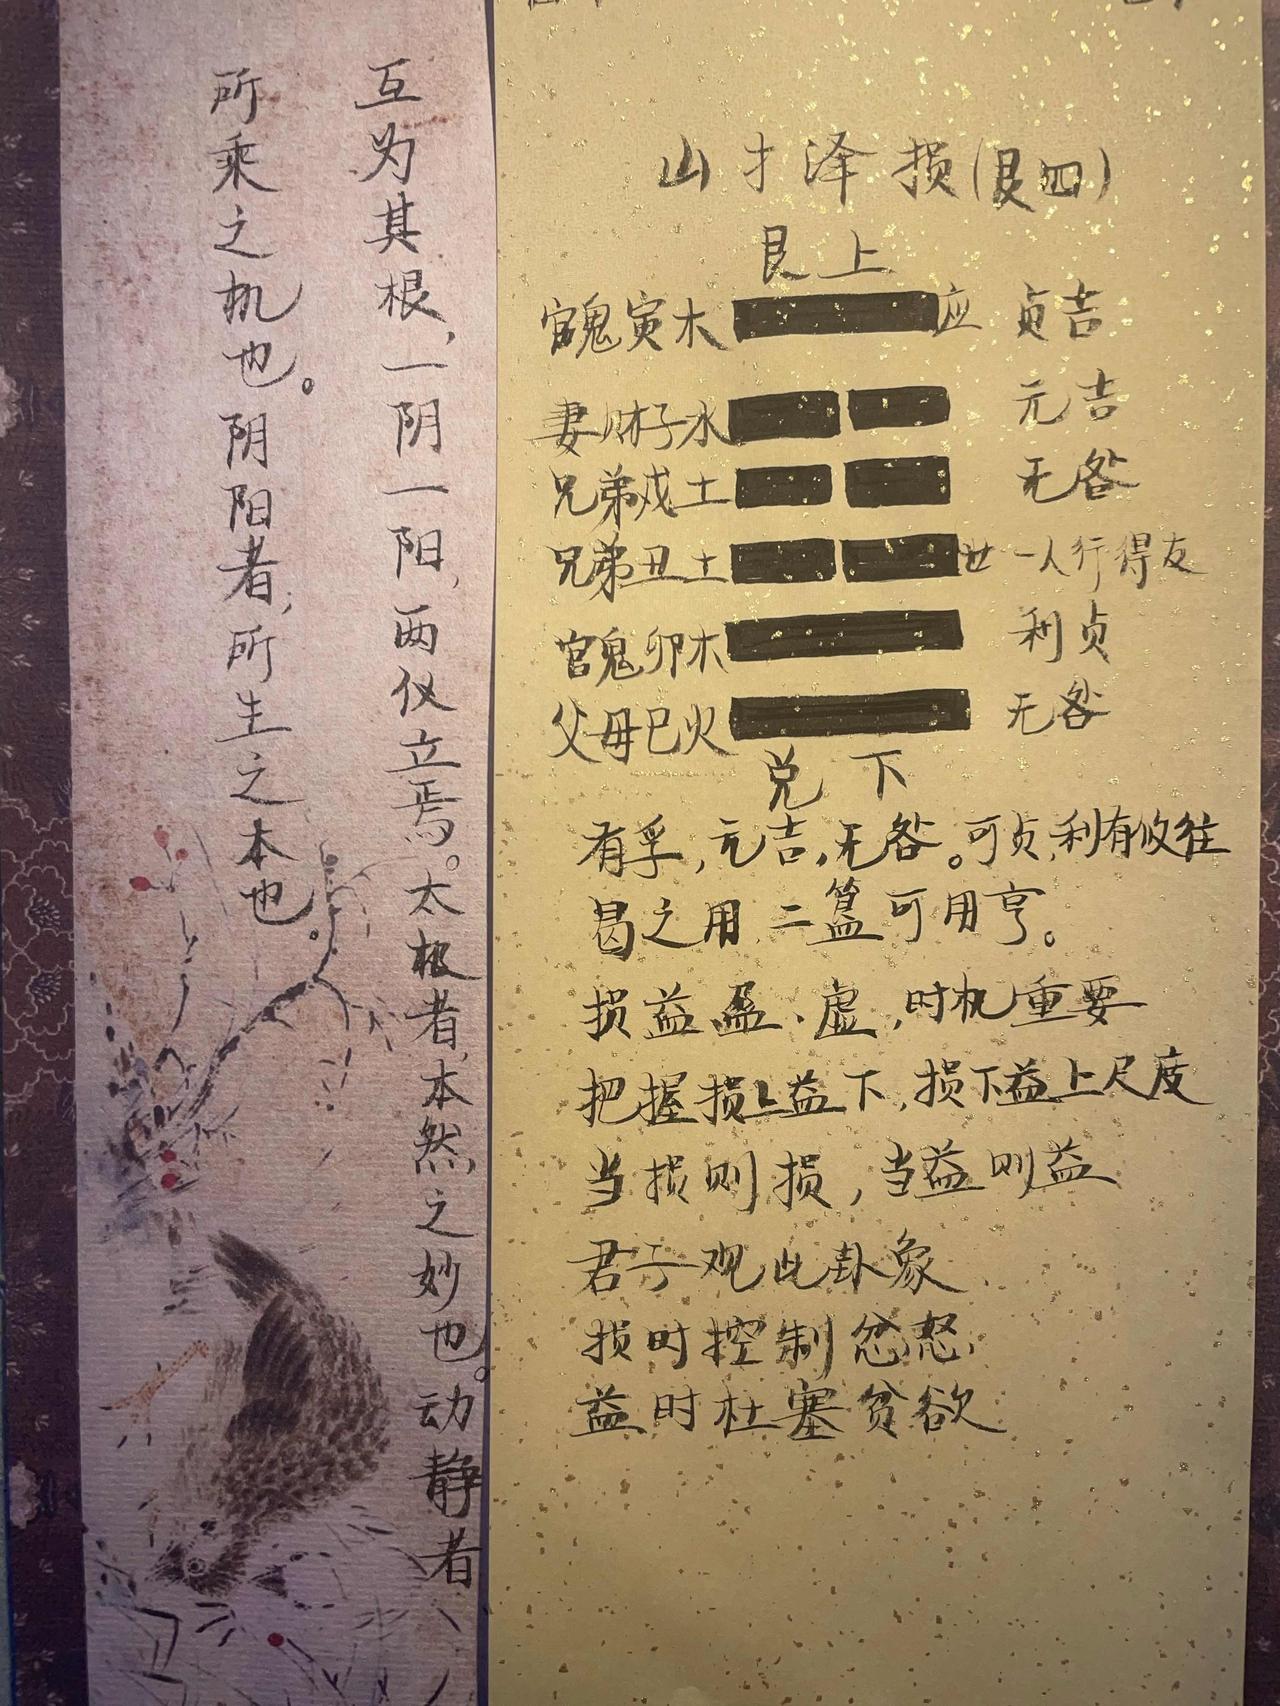 互为其根,一阴一阳,两仪立焉。太极者,本然之妙也。动静者
所乘之机也。阴阳者,所生之本也。
山扌泽损(艮四)
艮上
官鬼寅木 应 贞吉
妻财子水 元吉
兄弟戌土 无咎
兄弟丑土 世 一人行得友
官鬼卯木 利贞
父母巳火 无咎
兑下
有孚,元吉,无咎。可贞,利有攸往
曷之用 二簋可用亨。
损益盈、虚,时机重要
把握损上益下,损下益上尺度
当损则损,当益则益
君子观此卦象
损时控制忿怒
益时杜塞贪欲